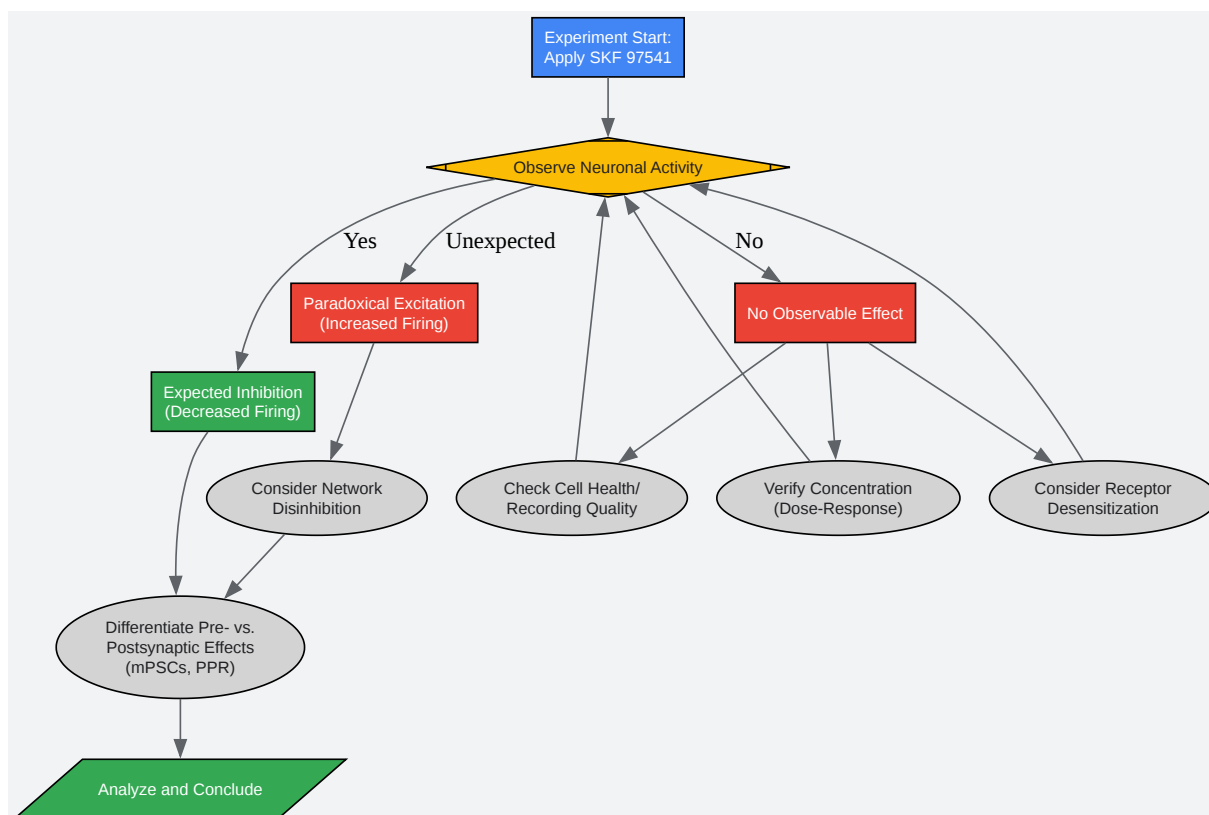 Experiment Start:
Apply SKF 97541
Observe Neuronal Activity
Yes
Unexpected
No
Paradoxical Excitation
(Increased Firing)
No Observable Effect
Expected Inhibition
(Decreased Firing)
Consider Network
Disinhibition
Check Cell Health/
Recording Quality
Verify Concentration
(Dose-Response)
Consider Receptor
Desensitization
Differentiate Pre- vs.
Postsynaptic Effects
(mPSCs, PPR)
Analyze and Conclude